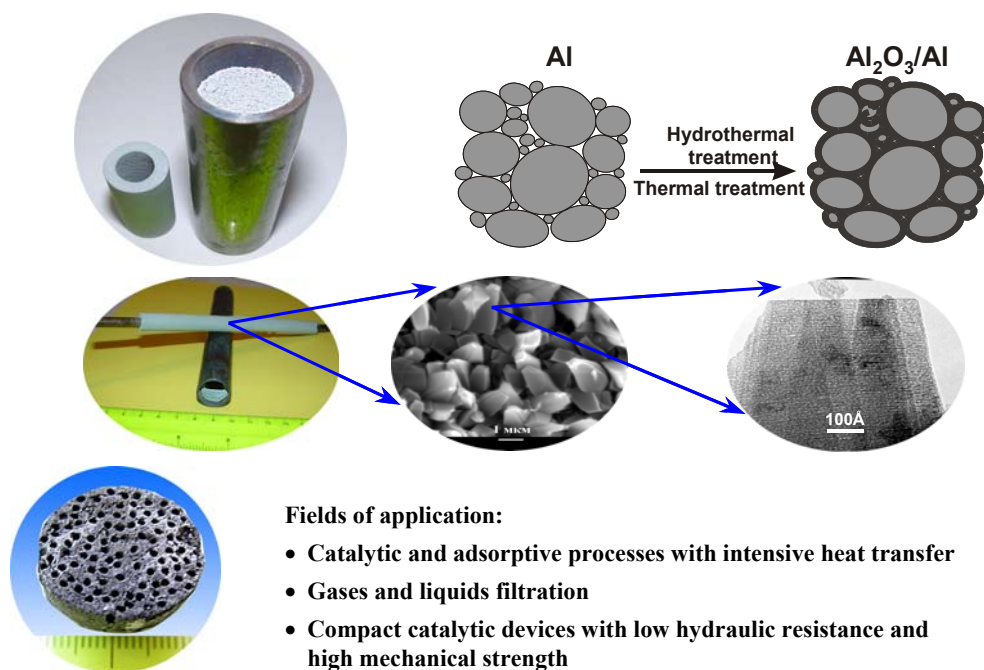 Al
Al₂O₃/Al
Hydrothermal
treatment
Thermal treatment
1 мкм
100Å
Fields of application:
• Catalytic and adsorptive processes with intensive heat transfer
• Gases and liquids filtration
• Compact catalytic devices with low hydraulic resistance and
high mechanical strength